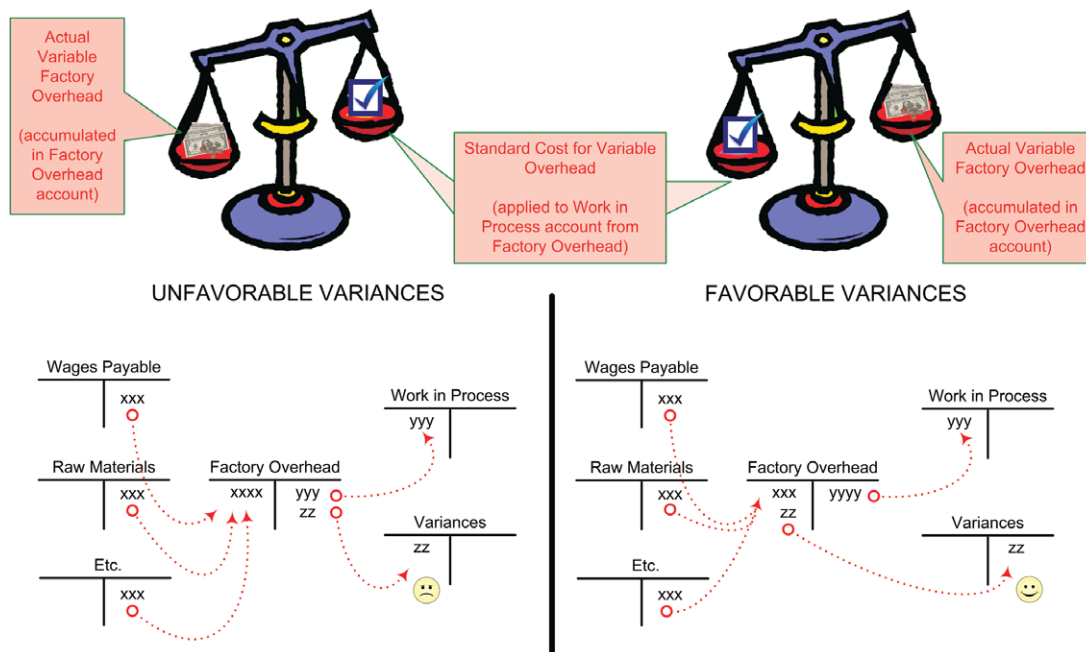 Actual
Variable
Factory
Overhead
(accumulated
in Factory
Overhead
account)
Standard Cost for Variable
Overhead
(applied to Work in
Process account from
Factory Overhead)
Actual Variable
Factory Overhead
(accumulated in
Factory Overhead
account)
UNFAVORABLE VARIANCES
Wages Payable
xxx
Work in Process
yyy
Raw Materials
xxx
Factory Overhead
xxxx yyy
zz
Variances
zz
Etc.
xxx
FAVORABLE VARIANCES
Wages Payable
xxx
Work in Process
yyy
Raw Materials
xxx
Factory Overhead
xxx yyyy
zz
Variances
zz
Etc.
xxx